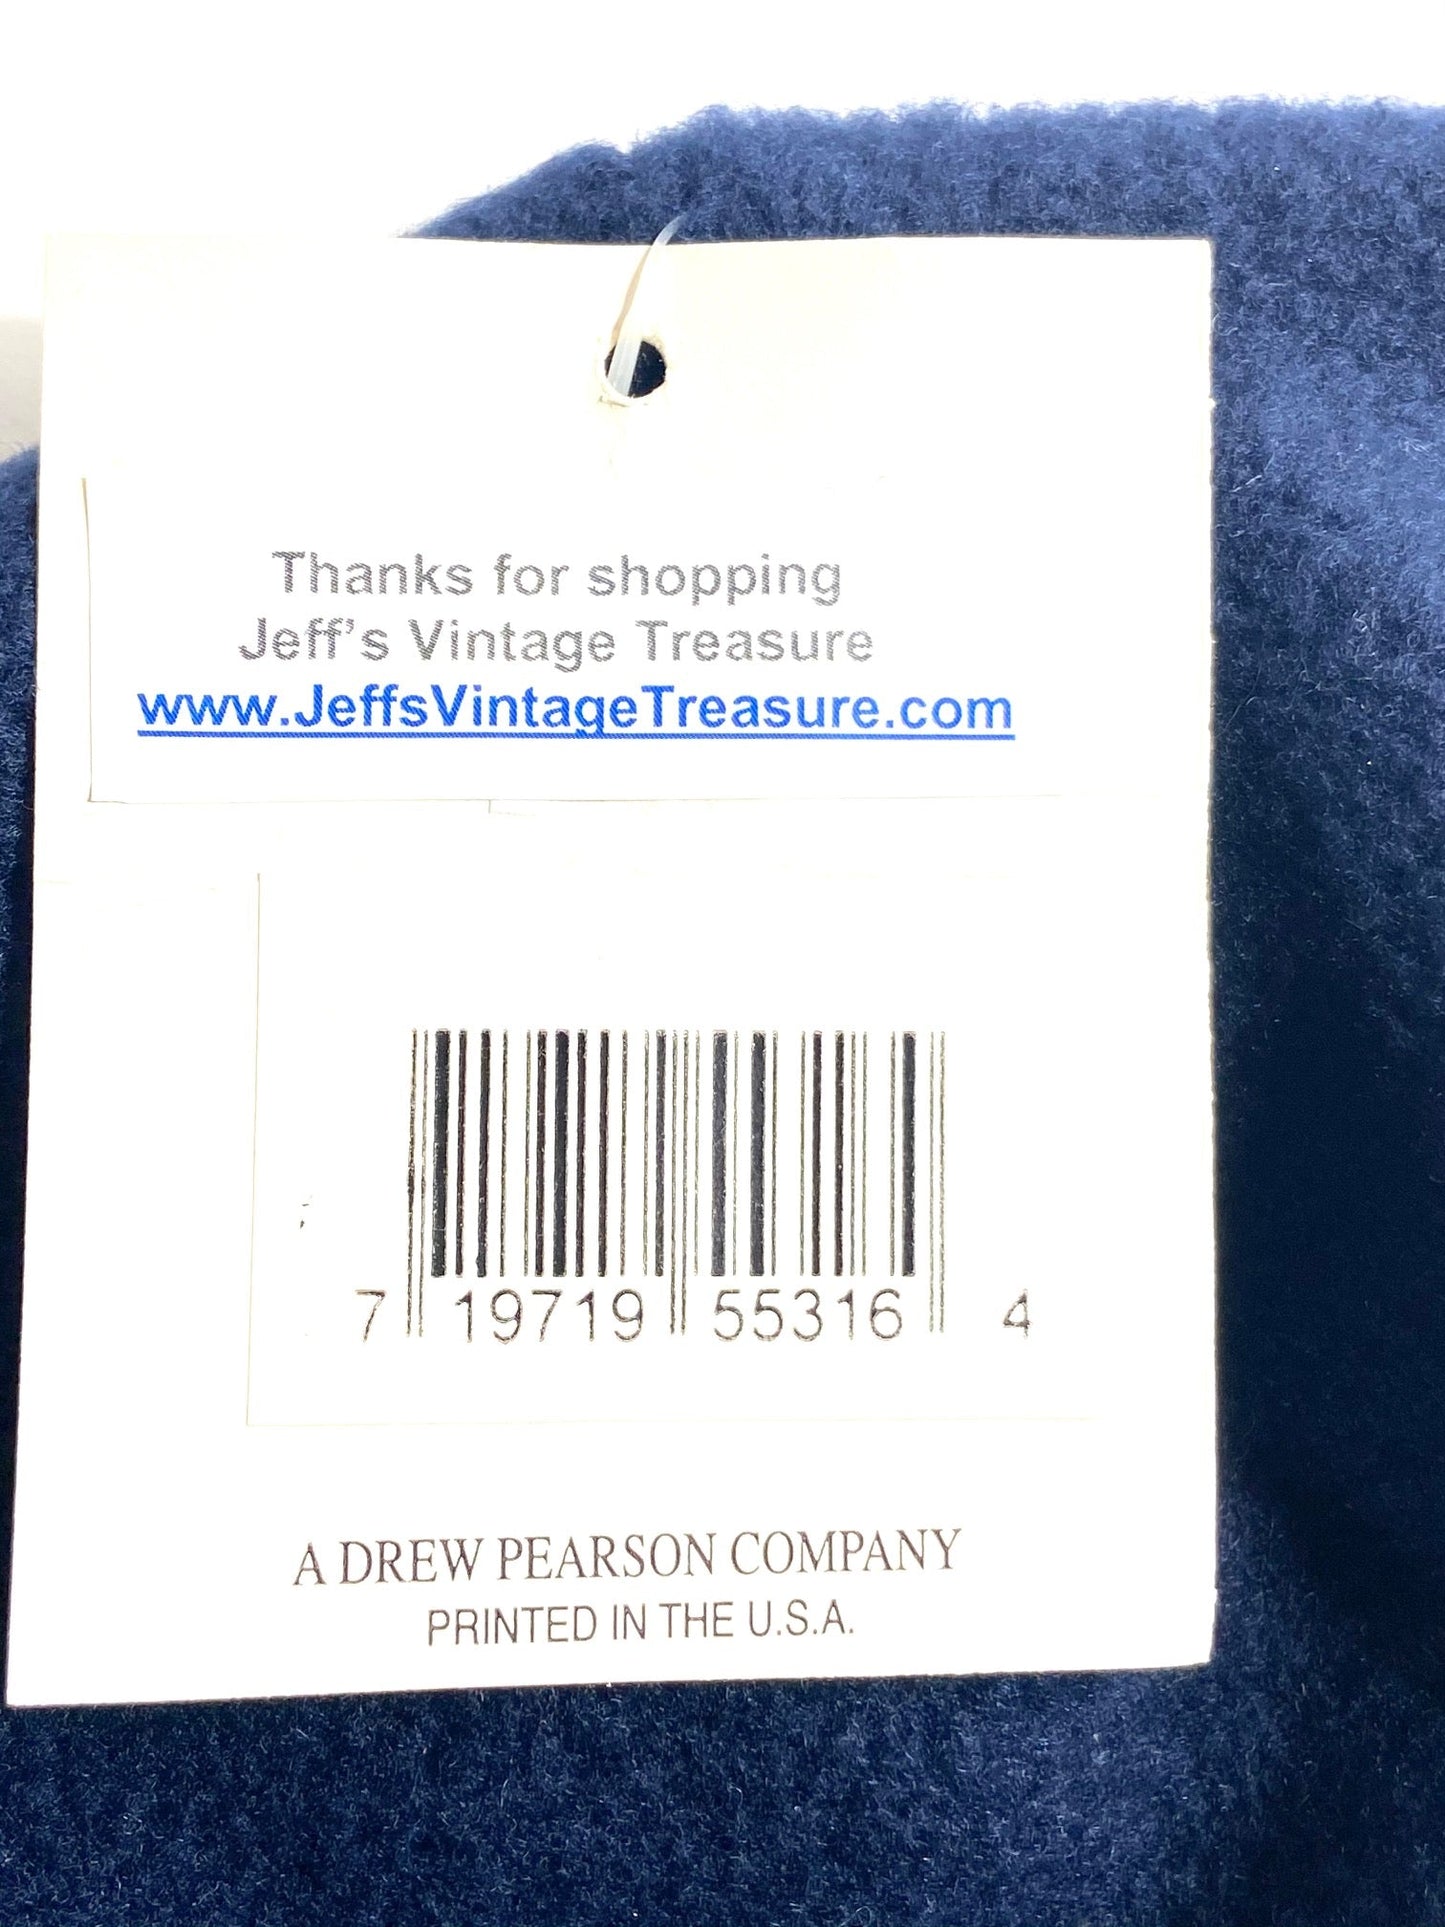 Thanks for shopping
Jeff's Vintage Treasure
www.JeffsVintageTreasure.com
7 19719 55316 4
A DREW PEARSON COMPANY
PRINTED IN THE U.S.A.